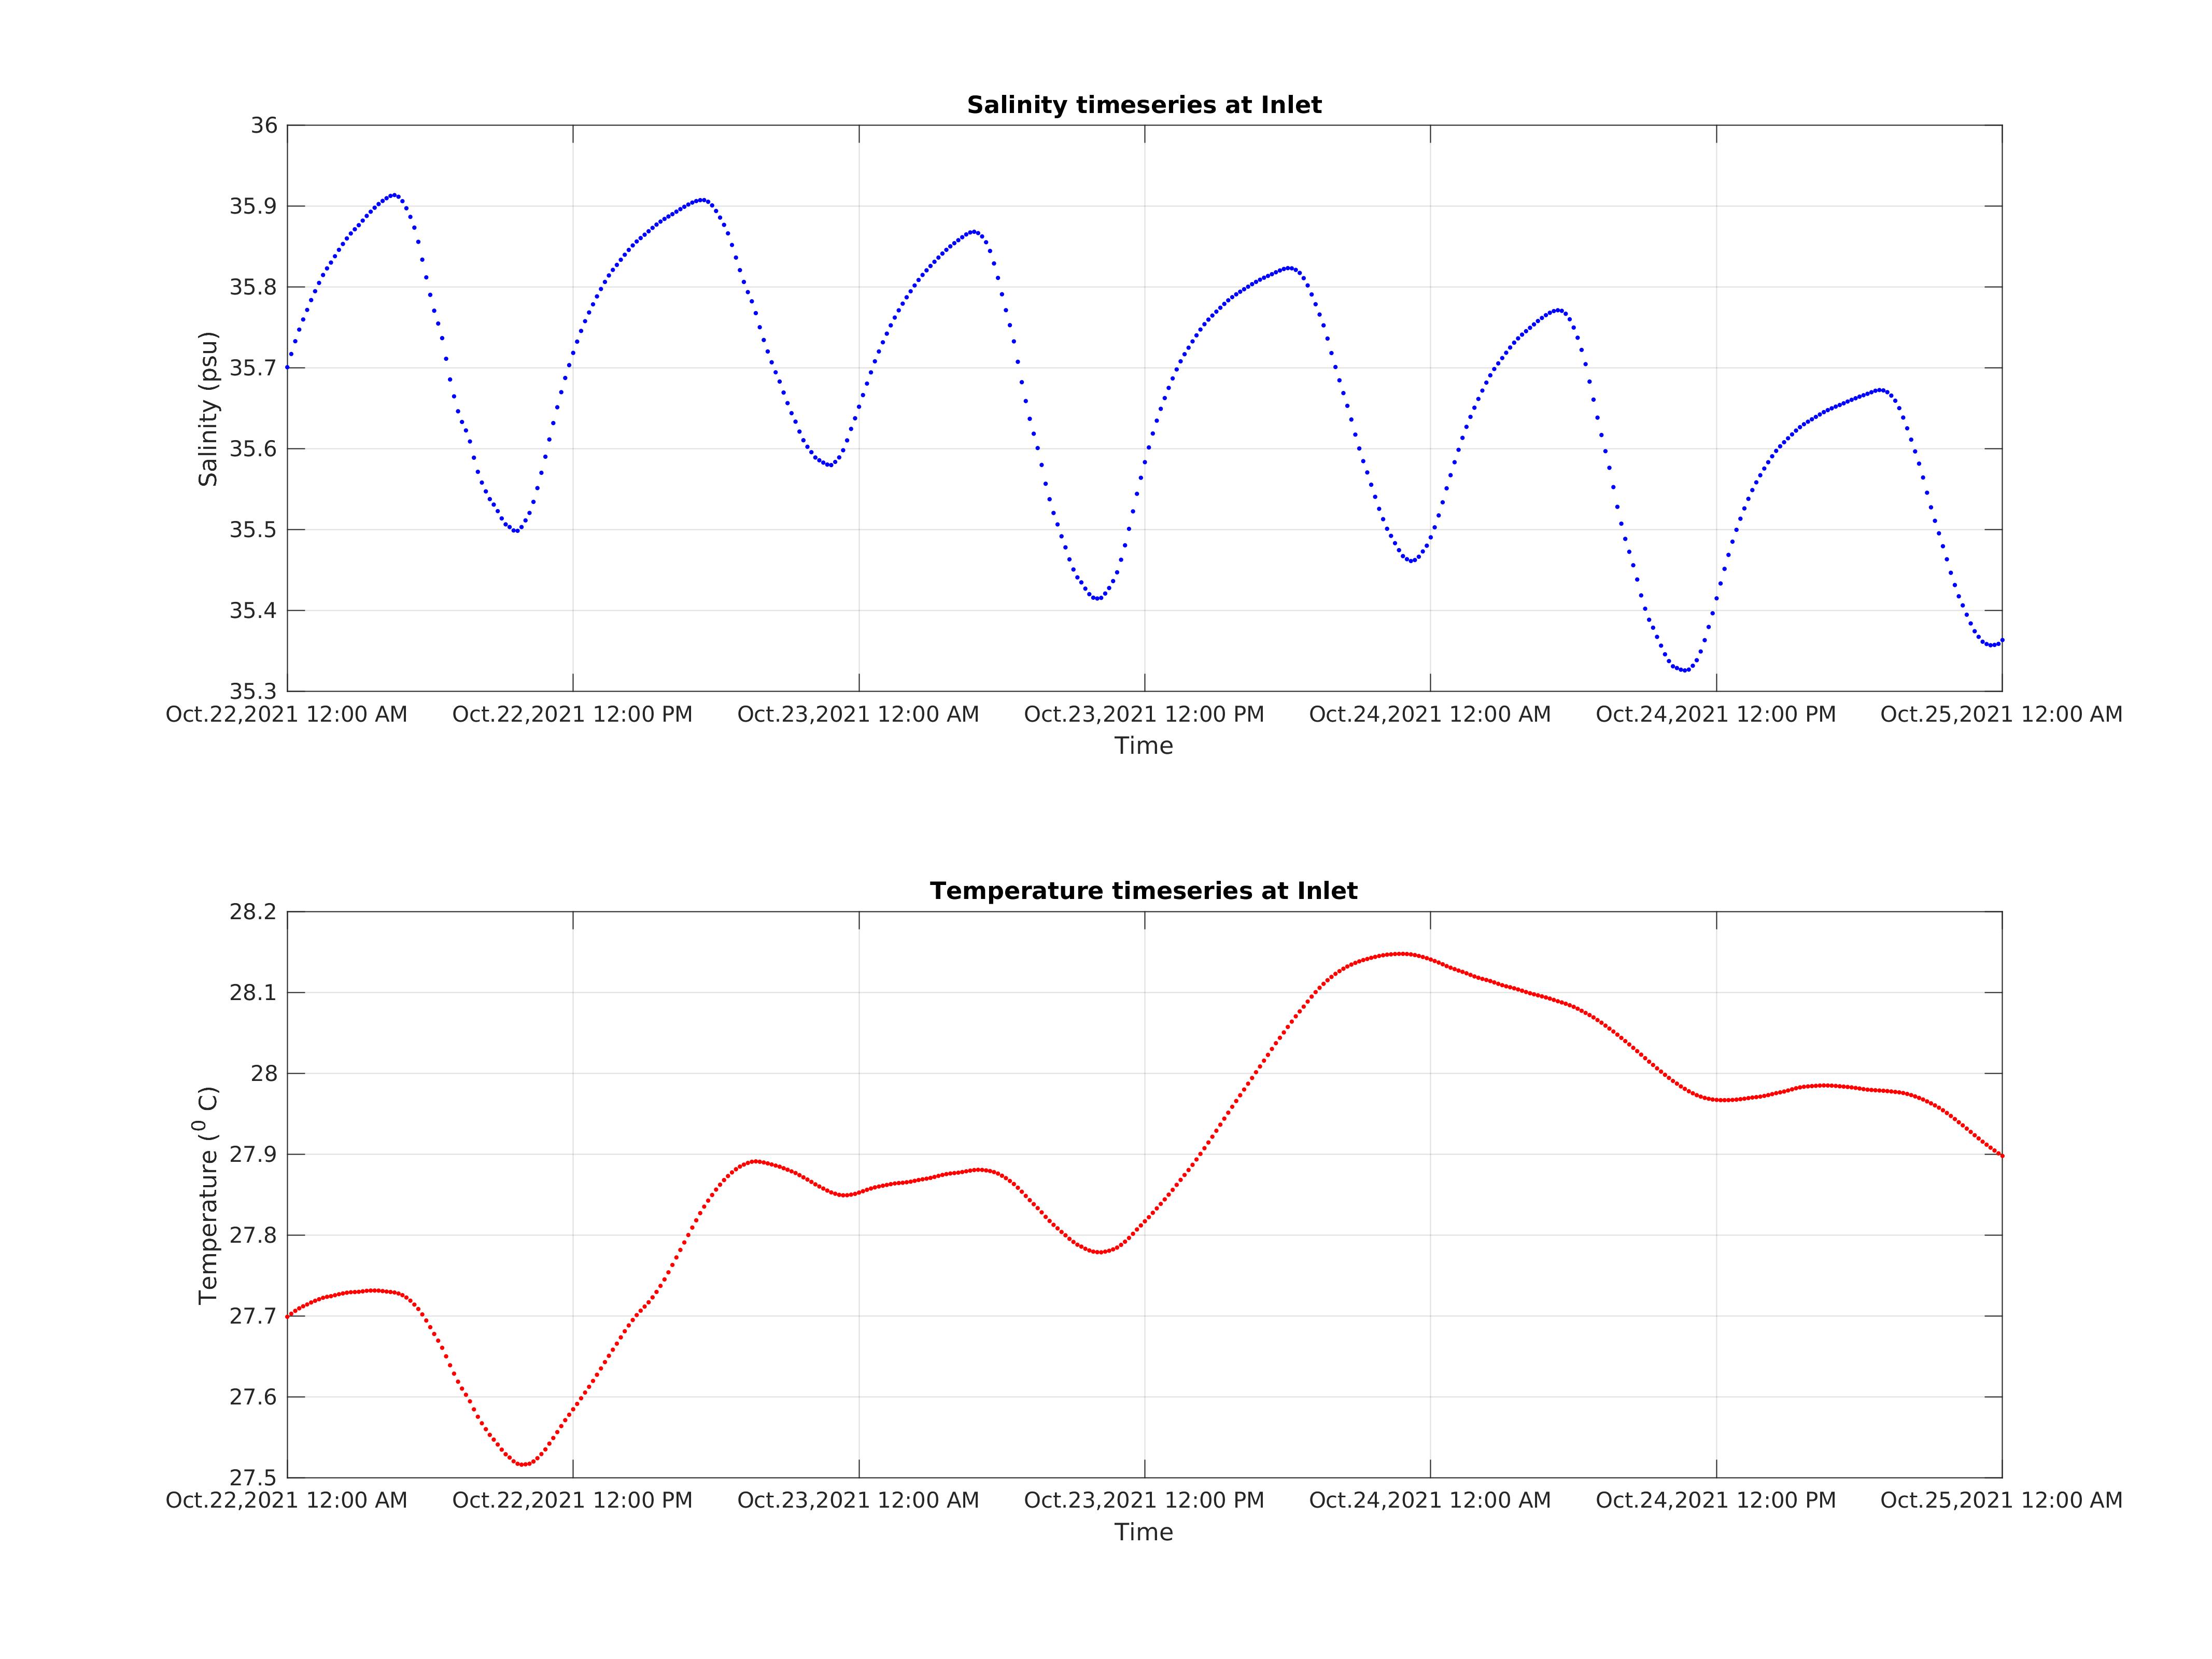 Salinity timeseries at Inlet
36
35.9
35.8
35.7
35.6
35.5
35.4
35.3
Salinity (psu)
Oct.22,2021 12:00 AM Oct.22,2021 12:00 PM Oct.23,2021 12:00 AM Oct.23,2021 12:00 PM Oct.24,2021 12:00 AM Oct.24,2021 12:00 PM Oct.25,2021 12:00 AM
Time
Temperature timeseries at Inlet
28.2
28.1
28
27.9
27.8
27.7
27.6
27.5
Temperature (⁰ C)
Oct.22,2021 12:00 AM Oct.22,2021 12:00 PM Oct.23,2021 12:00 AM Oct.23,2021 12:00 PM Oct.24,2021 12:00 AM Oct.24,2021 12:00 PM Oct.25,2021 12:00 AM
Time